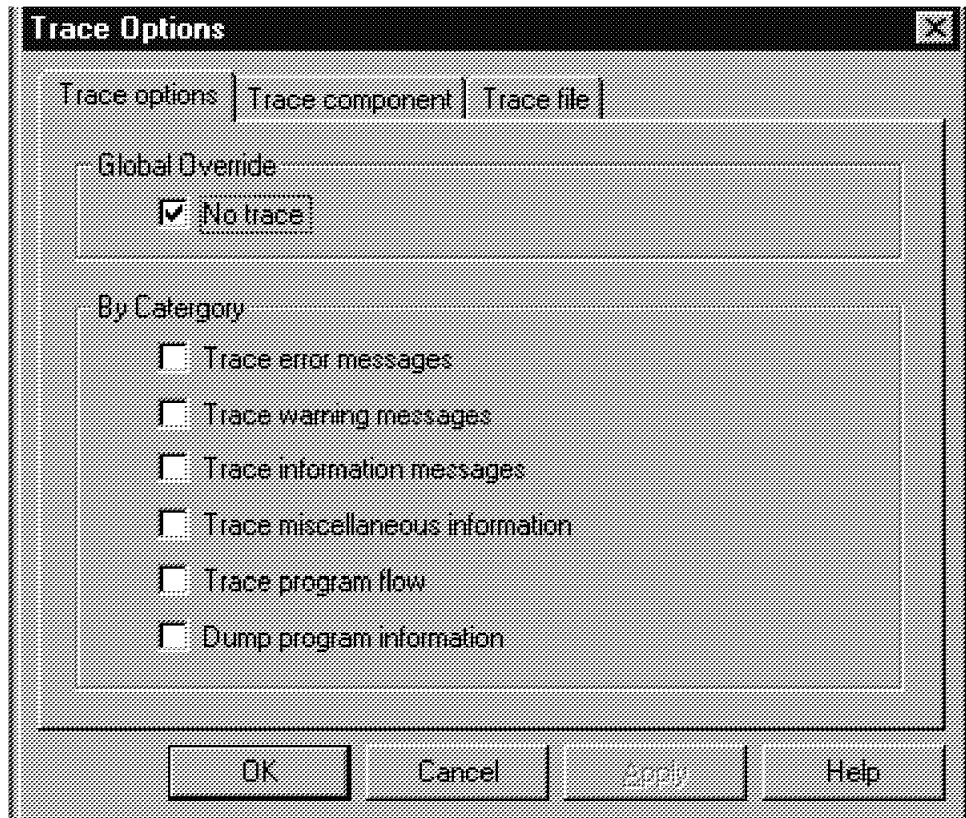 Trace Options
Trace options Trace component Trace file
Global Override
No trace
By Catergory
Trace error messages
Trace warning messages
Trace information messages
Trace miscellaneous information
Trace program flow
Dump program information
OK Cancel Apply Help